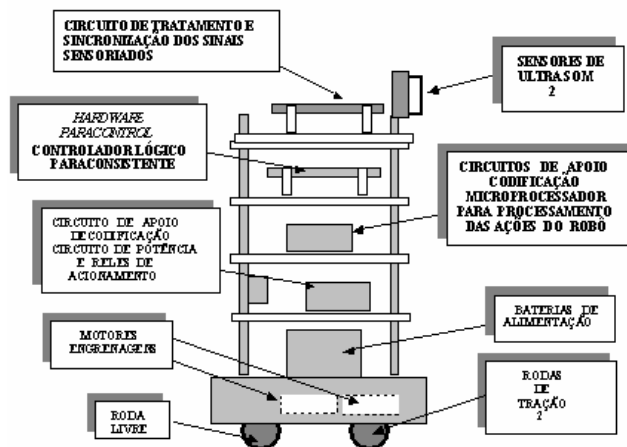 CIRCUITO DE TRATAMENTO E
SINCRONIZAÇÃO DOS SINAIS
SENSORIADOS
SENSORES DE
ULTRASOM
2
HARDWARE
PARACONTROL
CONTROLADOR LÓGICO
PARACONSISTENTE
CIRCUITOS DE APOIO
CODIFICAÇÃO
MICROPROCESSADOR
PARA PROCESSAMENTO
DAS AÇÕES DO ROBÔ
CIRCUITO DE APOIO
DECODIFICAÇÃO
CIRCUITO DE POTÊNCIA
E RELES DE
ACIONAMENTO
BATERIAS DE
ALIMENTAÇÃO
MOTORES
ENGRENAGENS
RODAS
DE
TRAÇÃO
2
RODA
LIVRE